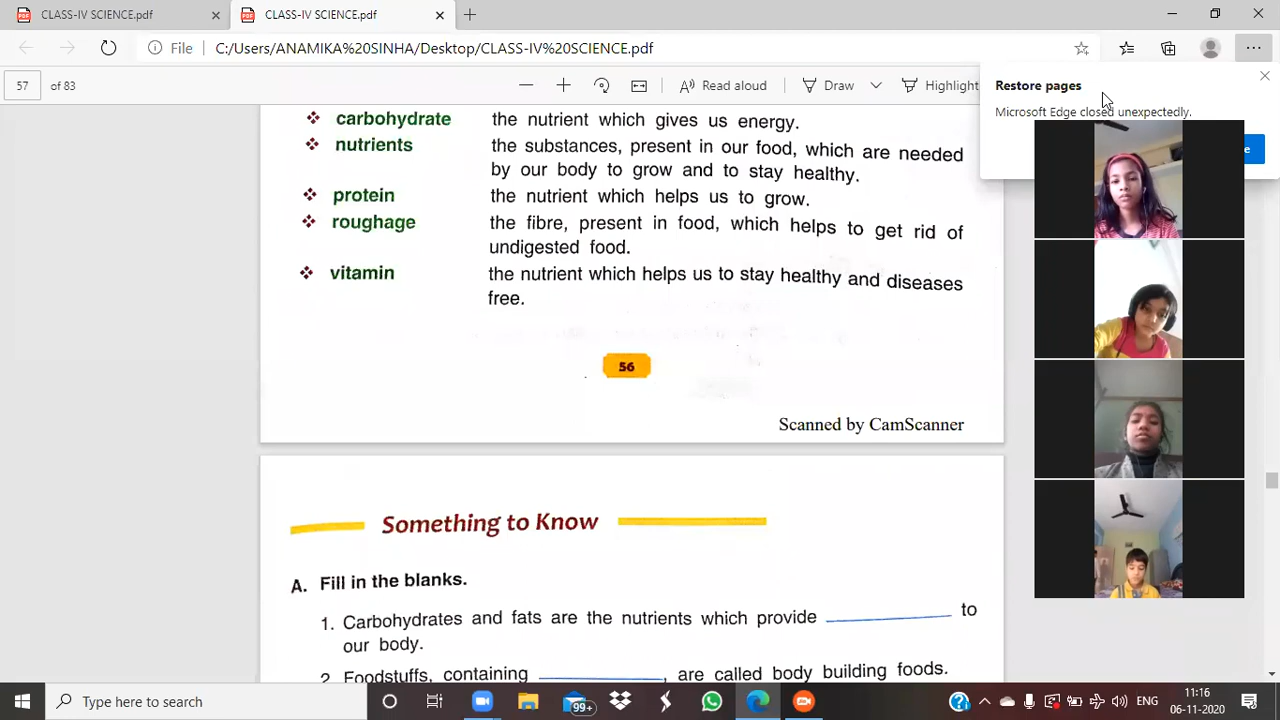 CLASS-IV SCIENCE.pdf
CLASS-IV SCIENCE.pdf
File
C:/Users/ANAMIKA%20SINHA/Desktop/CLASS-IV%20SCIENCE.pdf
57 of 83
Read aloud
Draw
Highlight
Restore pages
Microsoft Edge closed unexpectedly.
e
carbohydrate the nutrient which gives us energy.
nutrients the substances, present in our food, which are needed
by our body to grow and to stay healthy.
protein the nutrient which helps us to grow.
roughage the fibre, present in food, which helps to get rid of
undigested food.
vitamin the nutrient which helps us to stay healthy and diseases
free.
56
Scanned by CamScanner
Something to Know
A. Fill in the blanks.
1. Carbohydrates and fats are the nutrients which provide ____________ to
our body.
2. Foodstuffs, containing ____________, are called body building foods.
Type here to search
99+
ENG
11:16
06-11-2020